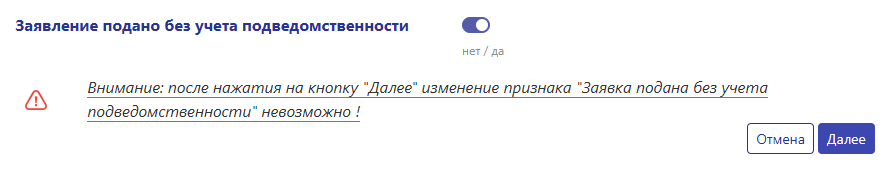 Заявление подано без учета подведомственности
нет / да
Внимание: после нажатия на кнопку "Далее" изменение признака "Заявка подана без учета
подведомственности" невозможно !
Отмена Далее